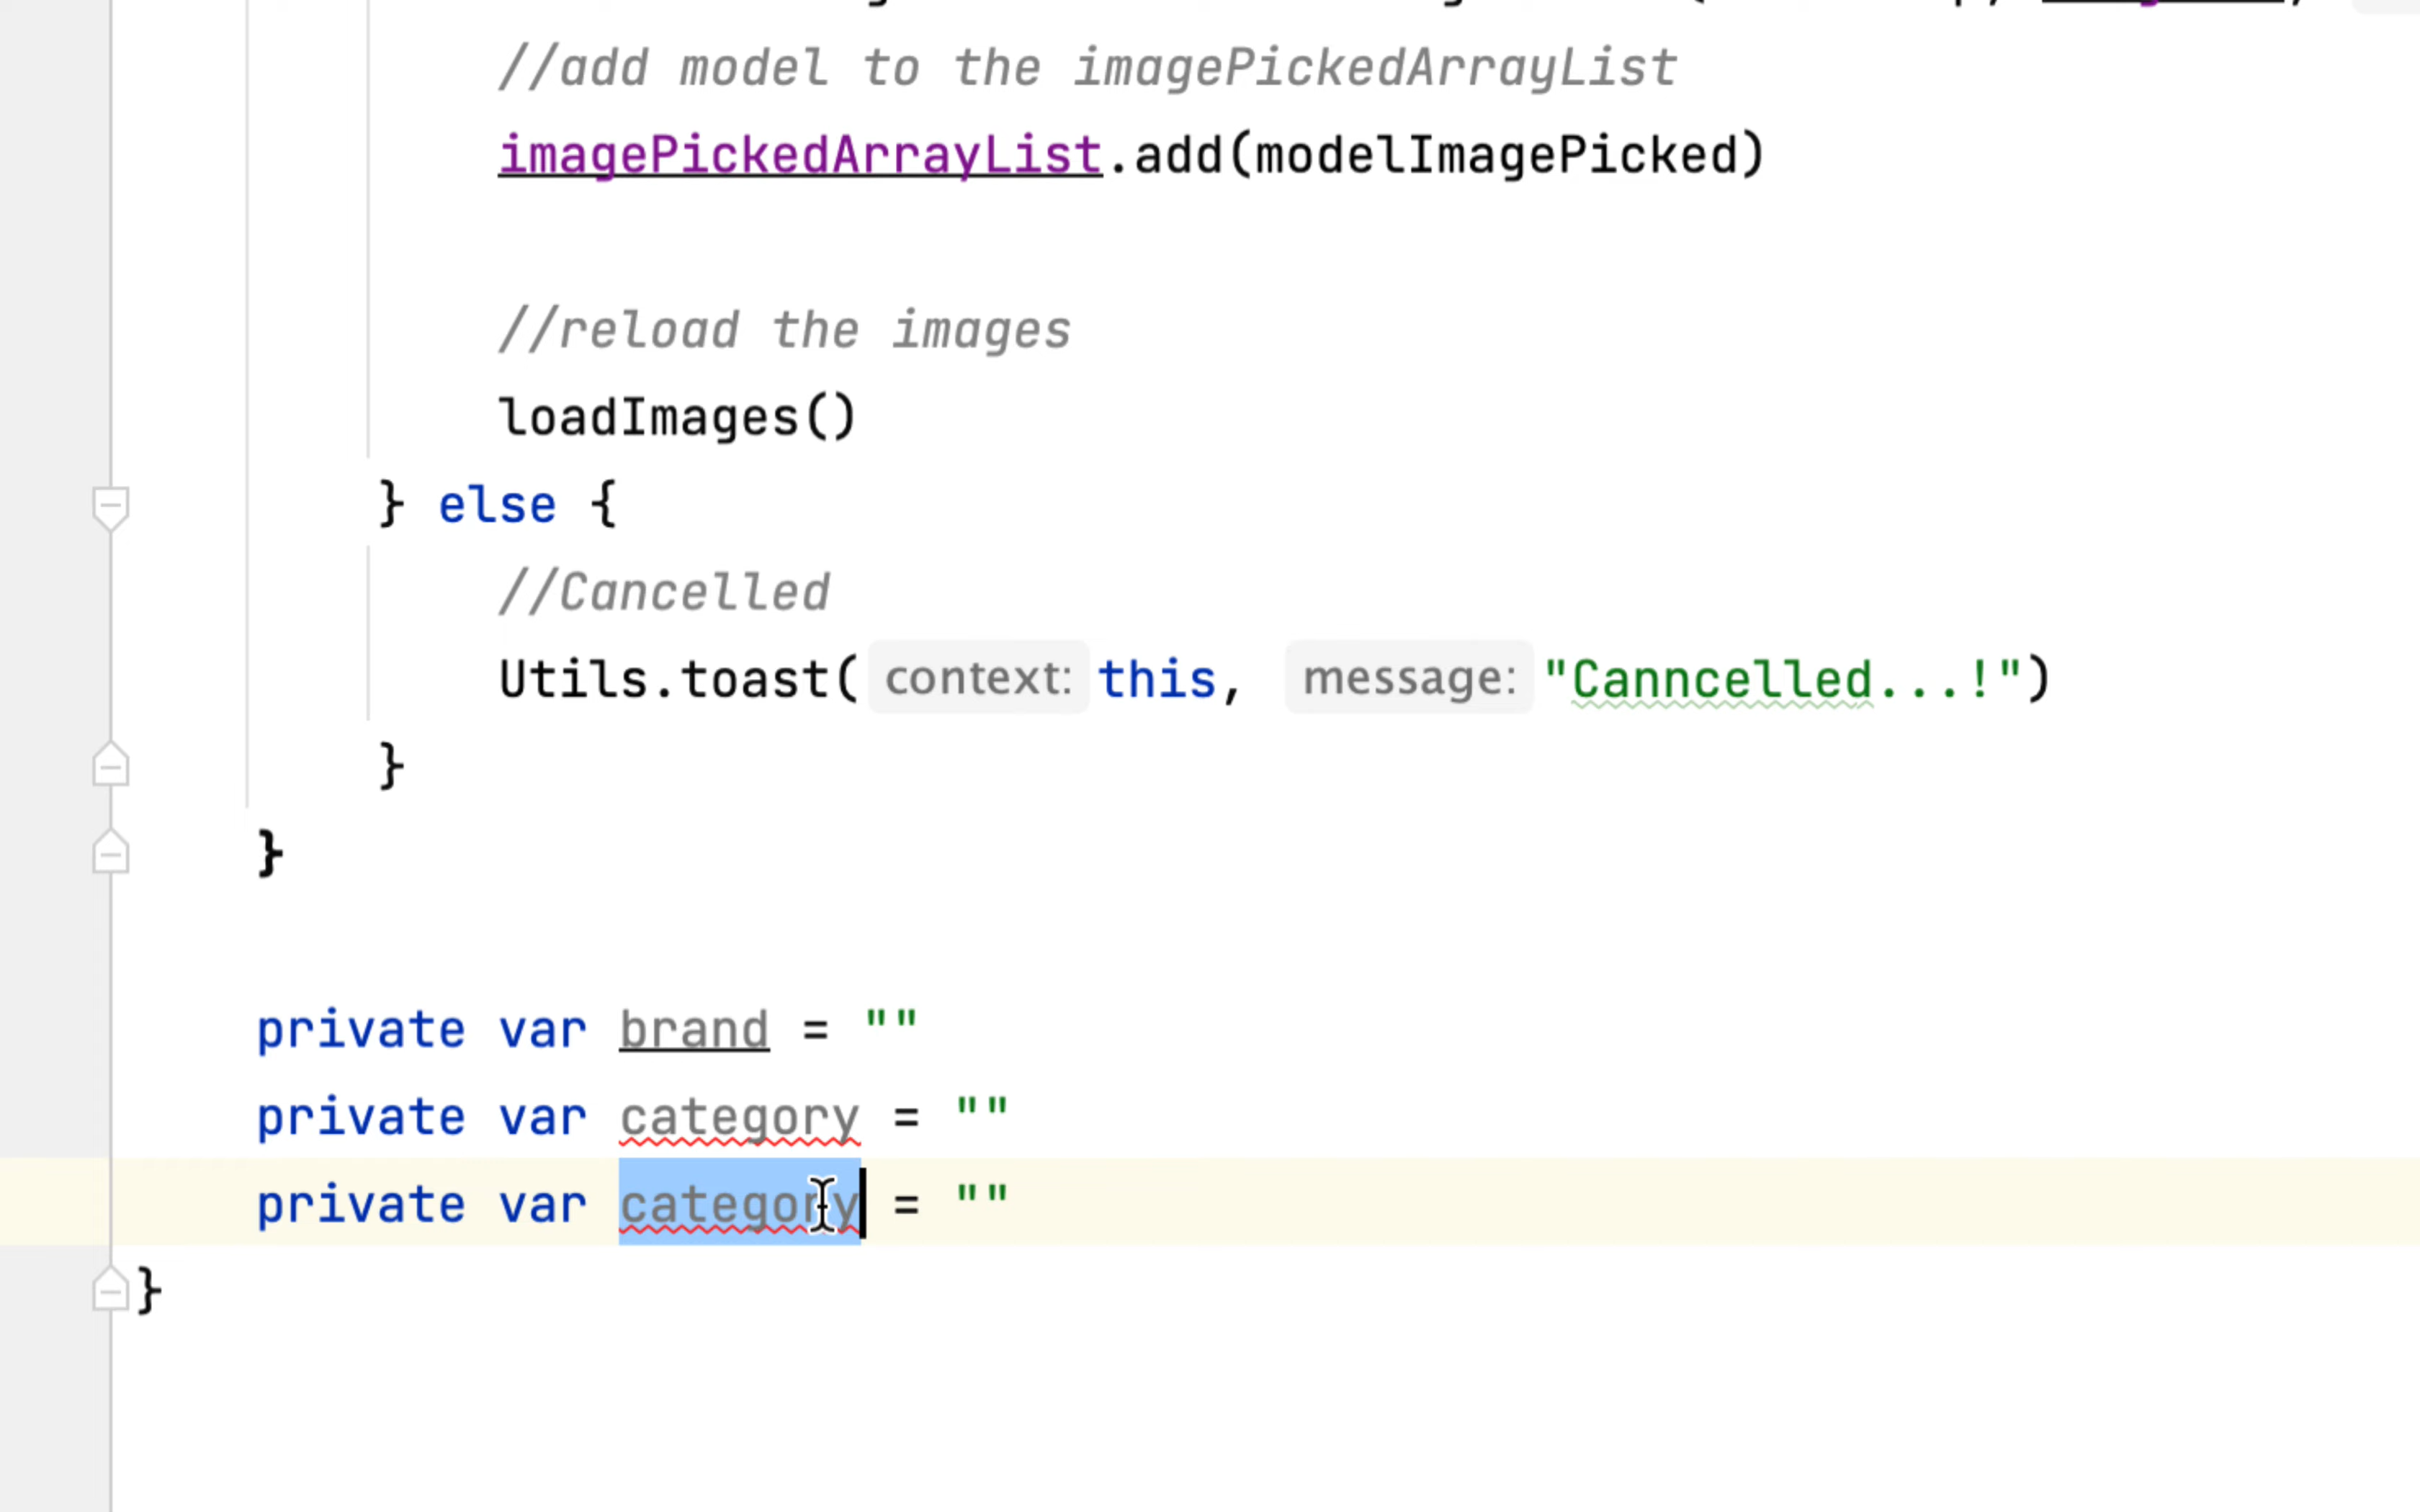 //add model to the imagePickedArrayList
imagePickedArrayList.add(modelImagePicked)
//reload the images
loadImages()
} else {
//Cancelled
Utils.toast( context: this, message: "Canncelled...!")
}
}
private var brand = ""
private var category = ""
private var category = ""
}